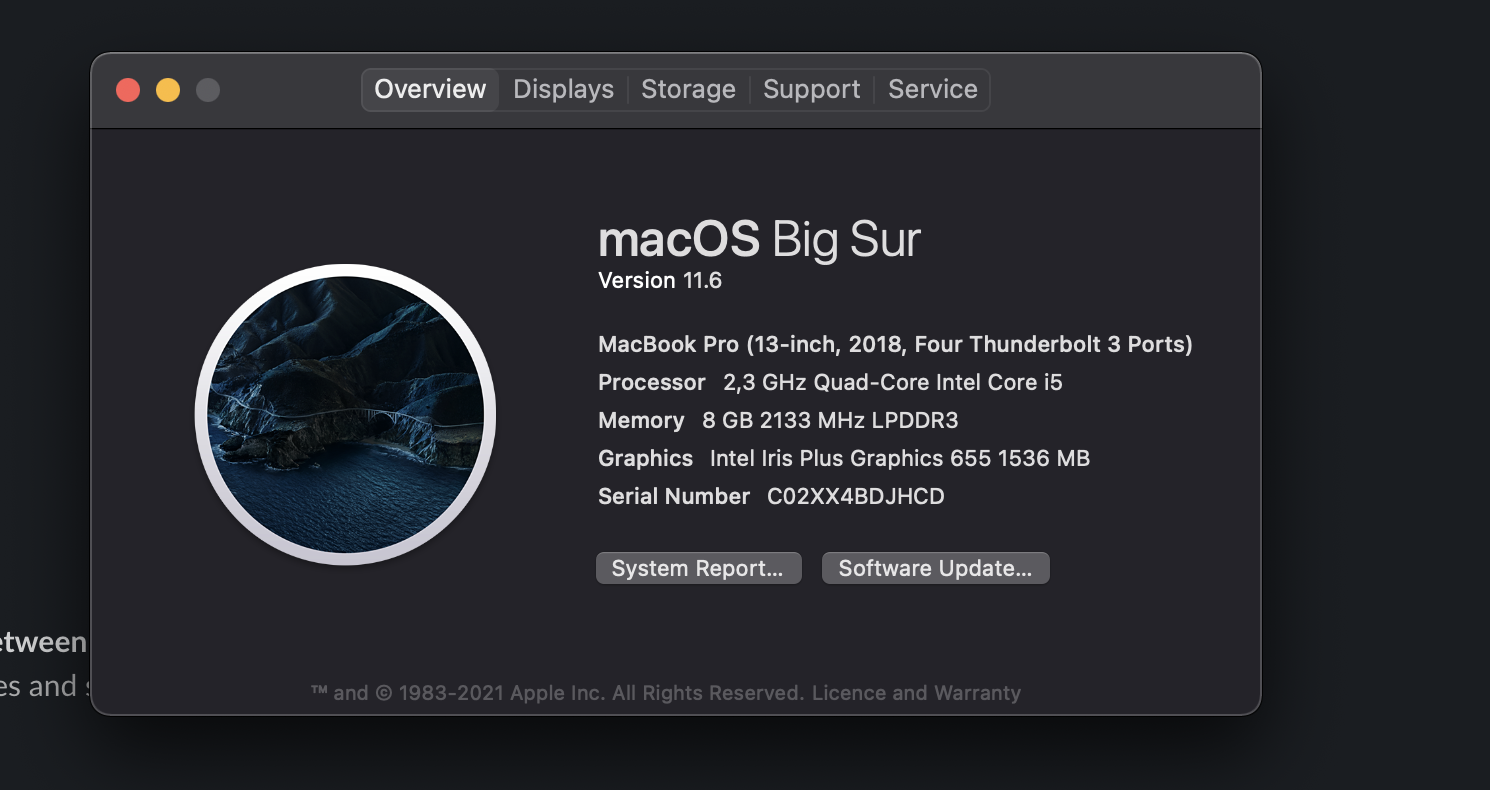 Overview Displays Storage Support Service
macOS Big Sur
Version 11.6
MacBook Pro (13-inch, 2018, Four Thunderbolt 3 Ports)
Processor 2,3 GHz Quad-Core Intel Core i5
Memory 8 GB 2133 MHz LPDDR3
Graphics Intel Iris Plus Graphics 655 1536 MB
Serial Number C02XX4BDJHCD
System Report... Software Update...
™ and © 1983-2021 Apple Inc. All Rights Reserved. Licence and Warranty
and